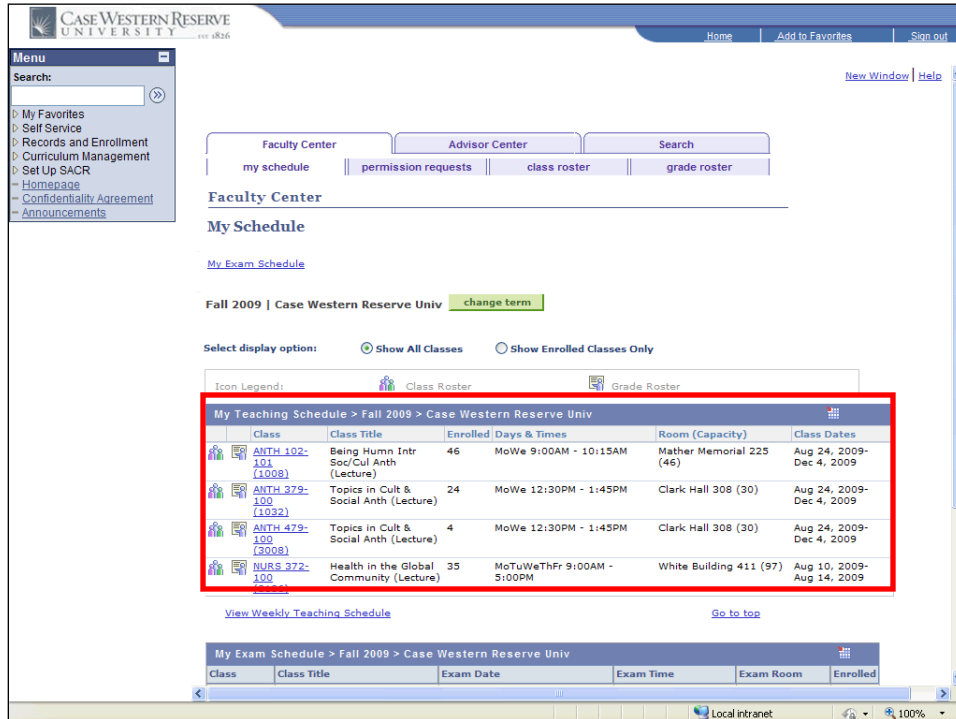 CASE WESTERN RESERVE
UNIVERSITY EST 1826
Home Add to Favorites Sign out
Menu
Search:
New Window | Help
My Favorites
Self Service
Records and Enrollment
Curriculum Management
Set Up SACR
Homepage
Confidentiality Agreement
Announcements
Faculty Center Advisor Center Search
my schedule permission requests class roster grade roster
Faculty Center
My Schedule
My Exam Schedule
Fall 2009 | Case Western Reserve Univ change term
Select display option: Show All Classes Show Enrolled Classes Only
Icon Legend: Class Roster Grade Roster
My Teaching Schedule > Fall 2009 > Case Western Reserve Univ
Class Class Title Enrolled Days & Times Room (Capacity) Class Dates
ANTH 102- Being Humn Intr 46 MoWe 9:00AM - 10:15AM Mather Memorial 225 Aug 24, 2009-
101 Soc/Cul Anth (46) Dec 4, 2009
(1008) (Lecture)
ANTH 379- Topics in Cult & 24 MoWe 12:30PM - 1:45PM Clark Hall 308 (30) Aug 24, 2009-
100 Social Anth (Lecture) Dec 4, 2009
(1032)
ANTH 479- Topics in Cult & 4 MoWe 12:30PM - 1:45PM Clark Hall 308 (30) Aug 24, 2009-
100 Social Anth (Lecture) Dec 4, 2009
(3008)
NURS 372- Health in the Global 35 MoTuWeThFr 9:00AM - White Building 411 (97) Aug 10, 2009-
100 Community (Lecture) 5:00PM Aug 14, 2009
View Weekly Teaching Schedule Go to top
My Exam Schedule > Fall 2009 > Case Western Reserve Univ
Class Class Title Exam Date Exam Time Exam Room Enrolled
Local intranet 100%